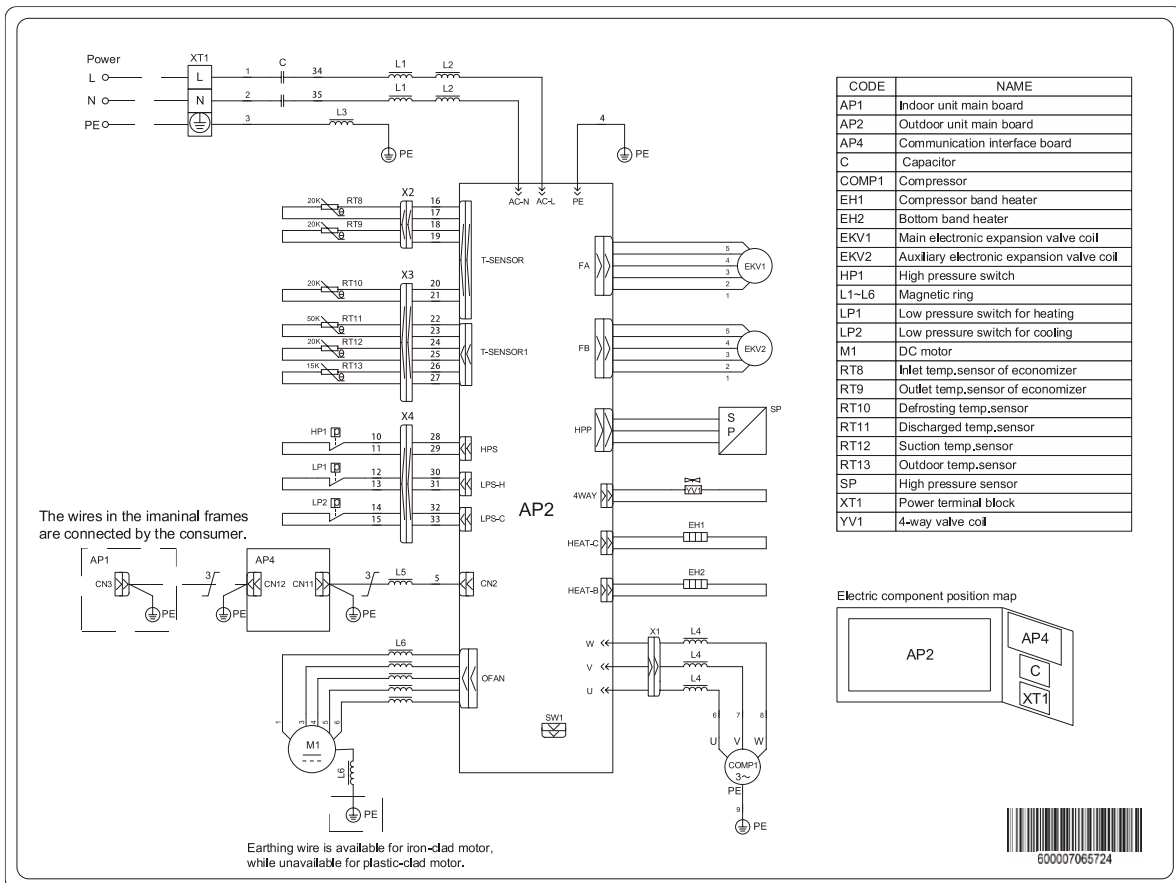 Power
XT1
L
L
1
C
34
L1
L2
N
N
2
35
L1
L2
PE
3
L3
PE
4
PE
AC-N AC-L PE
X2
20K RT8 16
17
20K RT9 18
19
T-SENSOR
X3
20K RT10 20
21
50K RT11 22
23
20K RT12 24
25
15K RT13 26
27
T-SENSOR1
X4
HP1 P 10 28
11 29
HPS
LP1 P 12 30
13 31
LPS-H
LP2 P 14 32
15 33
LPS-C
AP2
FA
5
4
3
2
1
EKV1
FB
5
4
3
2
1
EKV2
HPP
S
P
SP
4WAY
YV1
HEAT-C
EH1
HEAT-B
EH2
The wires in the imaninal frames
are connected by the consumer.
AP1
CN3
PE
3
AP4
CN12 CN11
PE
PE
3
L5
5
CN2
L6
OFAN
1 3 4 5 6
M1
L6
PE
Earthing wire is available for iron-clad motor,
while unavailable for plastic-clad motor.
SW1
W
V
U
X1
L4
L4
L4
6 7 8
U V W
COMP1
3~
PE
9
PE
CODE NAME
AP1 Indoor unit main board
AP2 Outdoor unit main board
AP4 Communication interface board
C Capacitor
COMP1 Compressor
EH1 Compressor band heater
EH2 Bottom band heater
EKV1 Main electronic expansion valve coil
EKV2 Auxiliary electronic expansion valve coil
HP1 High pressure switch
L1~L6 Magnetic ring
LP1 Low pressure switch for heating
LP2 Low pressure switch for cooling
M1 DC motor
RT8 Inlet temp.sensor of economizer
RT9 Outlet temp.sensor of economizer
RT10 Defrosting temp.sensor
RT11 Discharged temp.sensor
RT12 Suction temp.sensor
RT13 Outdoor temp.sensor
SP High pressure sensor
XT1 Power terminal block
YV1 4-way valve coil
Electric component position map
AP2
AP4
C
XT1
600007065724